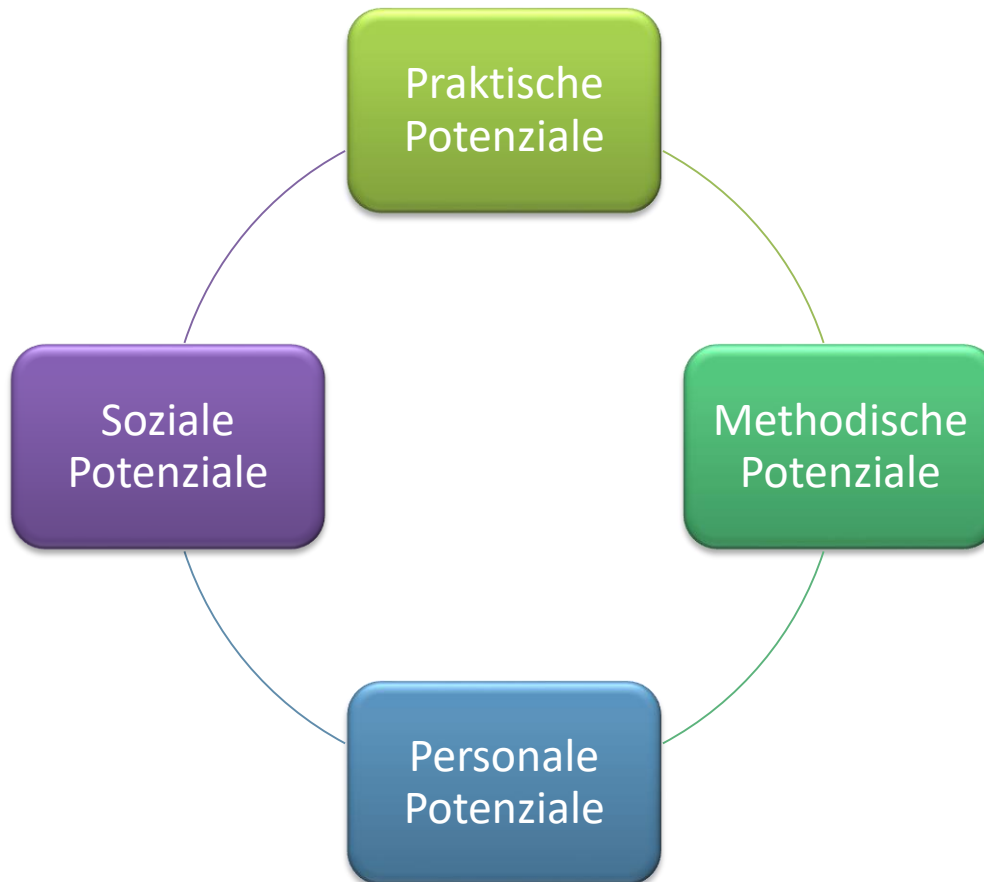 Praktische
Potenziale
Soziale
Potenziale
Methodische
Potenziale
Personale
Potenziale